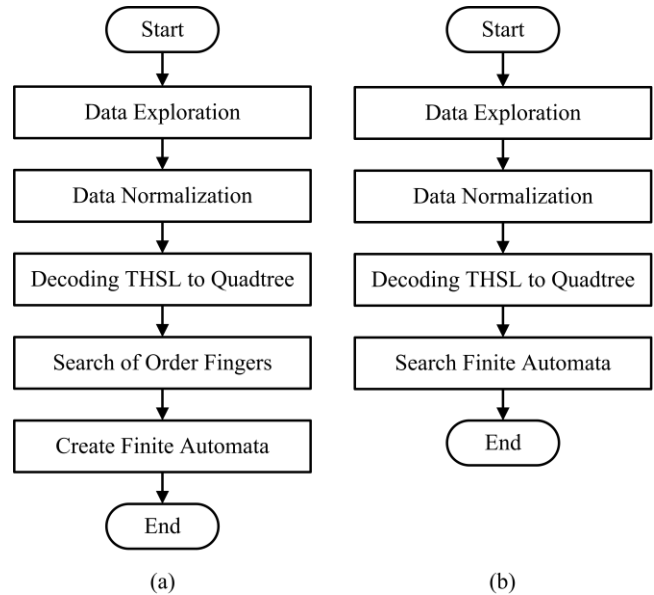 Start
Data Exploration
Data Normalization
Decoding THSL to Quadtree
Search of Order Fingers
Create Finite Automata
End
(a)
Start
Data Exploration
Data Normalization
Decoding THSL to Quadtree
Search Finite Automata
End
(b)